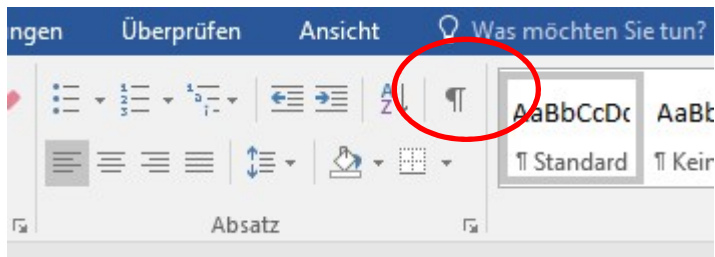 ngen Überprüfen Ansicht Was möchten Sie tun?
A
Z ¶ AaBbCcDc AaBb
¶ Standard ¶ Kein
Absatz